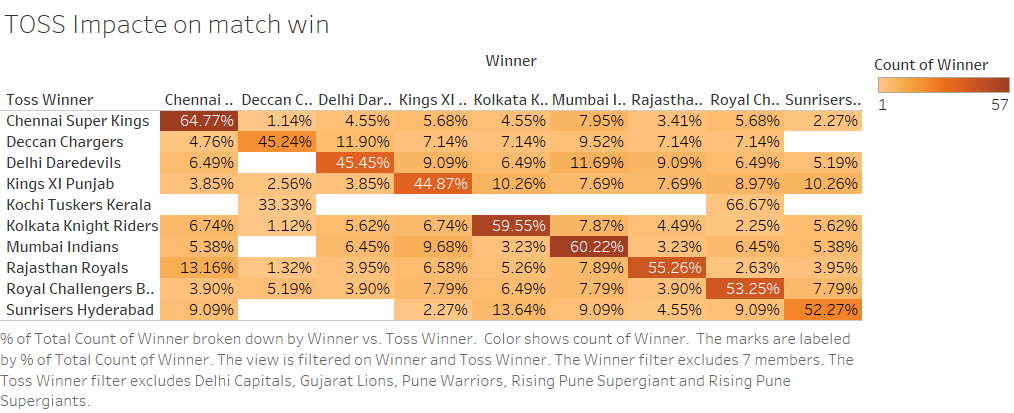 TOSS Impacte on match win
Winner
Count of Winner
1 57
Toss Winner Chennai .. Deccan C.. Delhi Dar.. Kings XI .. Kolkata K.. Mumbai I.. Rajastha.. Royal Ch.. Sunrisers..
Chennai Super Kings 64.77% 1.14% 4.55% 5.68% 4.55% 7.95% 3.41% 5.68% 2.27%
Deccan Chargers 4.76% 45.24% 11.90% 7.14% 7.14% 9.52% 7.14% 7.14%
Delhi Daredevils 6.49% 45.45% 9.09% 6.49% 11.69% 9.09% 6.49% 5.19%
Kings XI Punjab 3.85% 2.56% 3.85% 44.87% 10.26% 7.69% 7.69% 8.97% 10.26%
Kochi Tuskers Kerala 33.33% 66.67%
Kolkata Knight Riders 6.74% 1.12% 5.62% 6.74% 59.55% 7.87% 4.49% 2.25% 5.62%
Mumbai Indians 5.38% 6.45% 9.68% 3.23% 60.22% 3.23% 6.45% 5.38%
Rajasthan Royals 13.16% 1.32% 3.95% 6.58% 5.26% 7.89% 55.26% 2.63% 3.95%
Royal Challengers B.. 3.90% 5.19% 3.90% 7.79% 6.49% 7.79% 3.90% 53.25% 7.79%
Sunrisers Hyderabad 9.09% 2.27% 13.64% 9.09% 4.55% 9.09% 52.27%
% of Total Count of Winner broken down by Winner vs. Toss Winner.  Color shows count of Winner.  The marks are labeled
by % of Total Count of Winner. The view is filtered on Winner and Toss Winner. The Winner filter excludes 7 members. The
Toss Winner filter excludes Delhi Capitals, Gujarat Lions, Pune Warriors, Rising Pune Supergiant and Rising Pune
Supergiants.